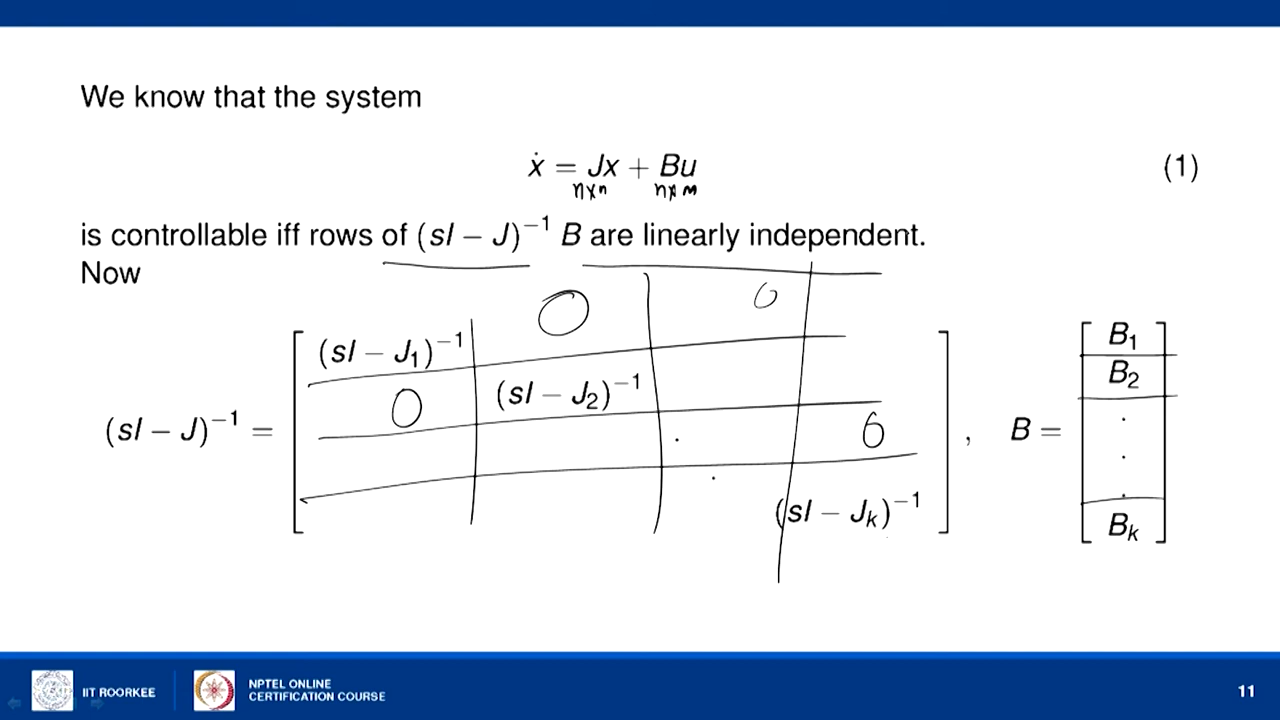 We know that the system
ẋ = Jx + Bu (1)
n×n n×m
is controllable iff rows of (sI − J)⁻¹ B are linearly independent.
Now
(sI − J)⁻¹ = [ (sI − J₁)⁻¹ 0 0
0 (sI − J₂)⁻¹
. 0
.
(sI − Jₖ)⁻¹ ] , B = [ B₁
B₂
.
.
.
Bₖ ]
IIT ROORKEE
NPTEL ONLINE
CERTIFICATION COURSE
11